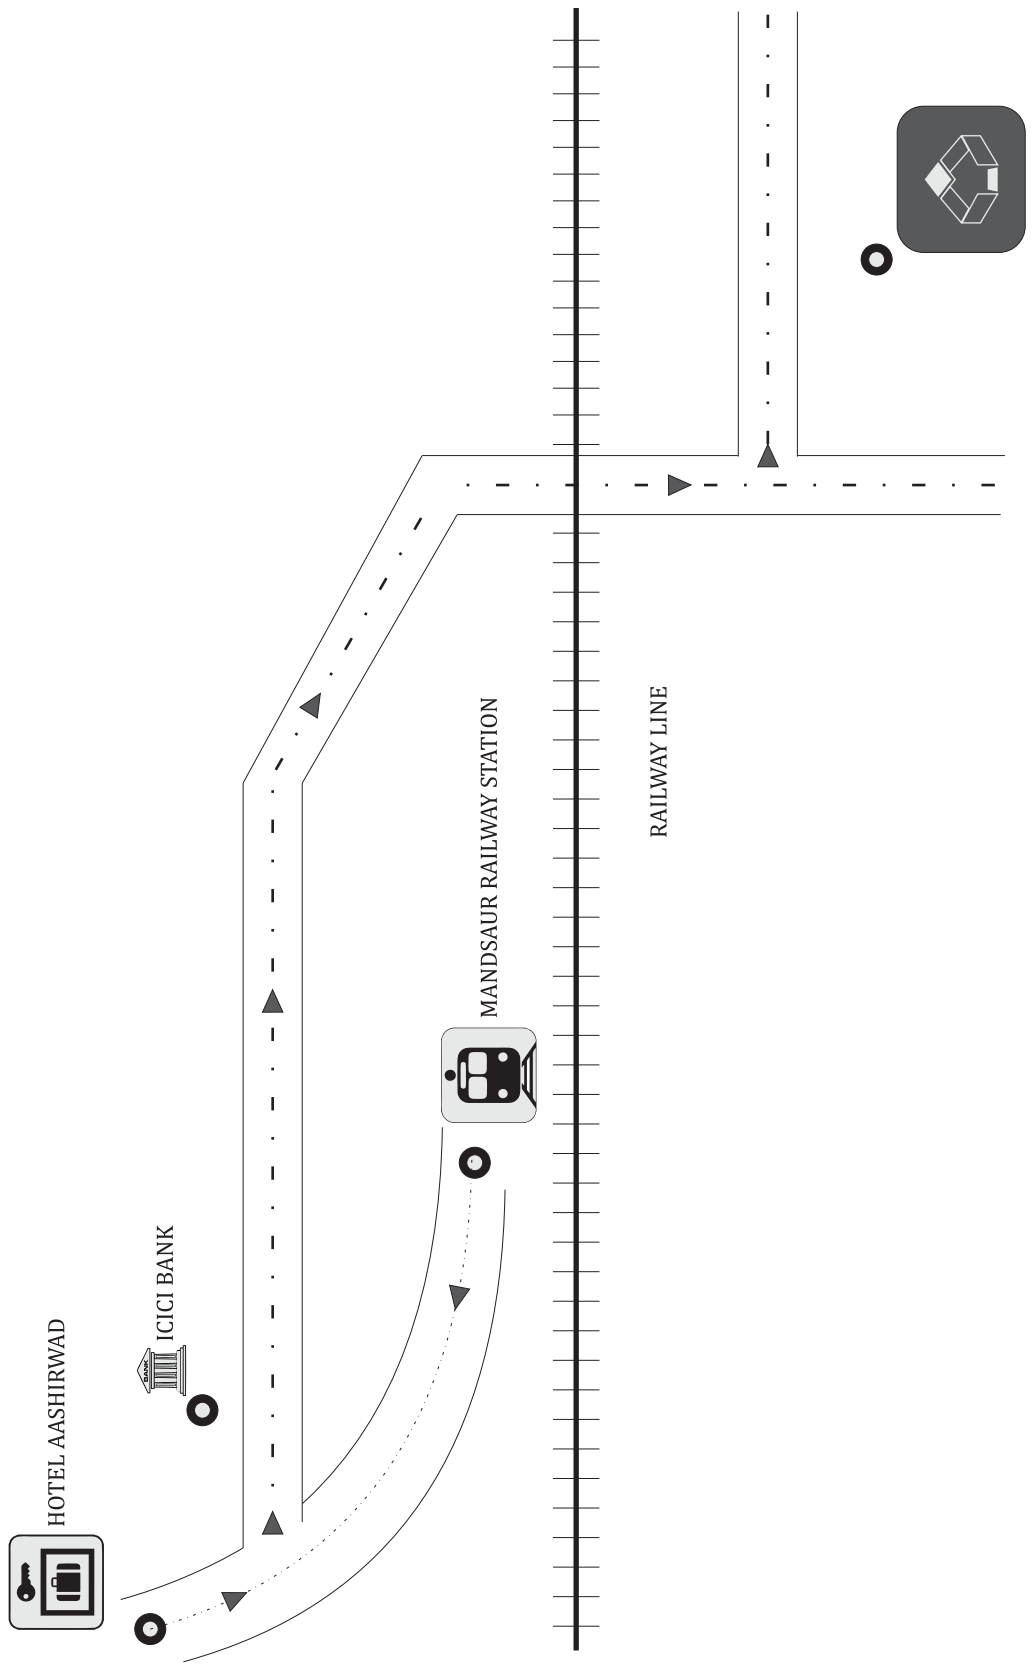 HOTEL AASHIRWAD
BANK
ICICI BANK
MANDSAUR RAILWAY STATION
RAILWAY LINE